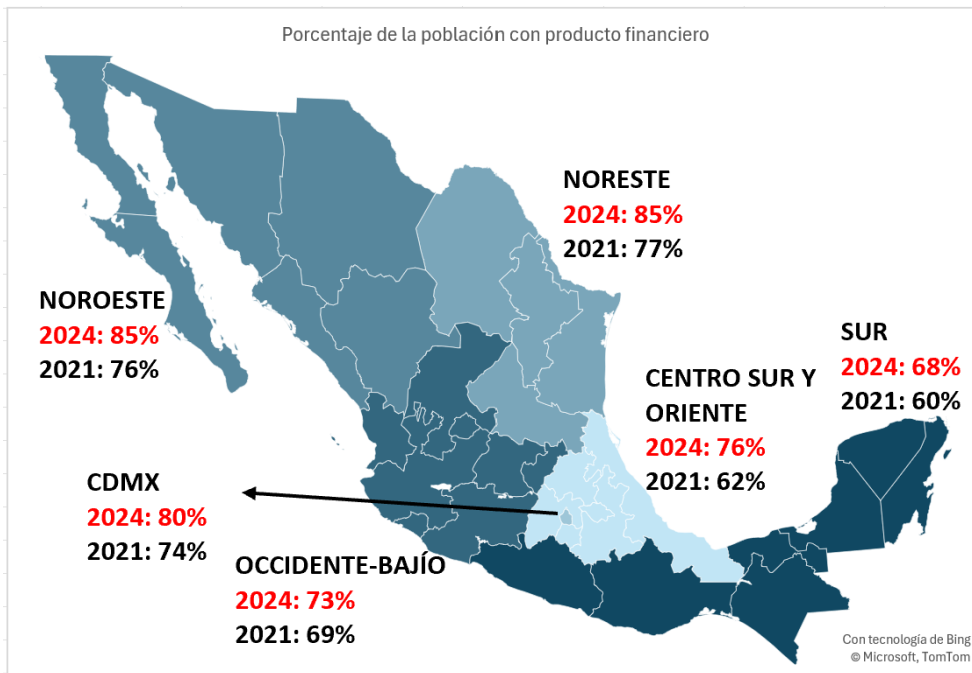 Porcentaje de la población con producto financiero
NORESTE
2024: 85%
2021: 77%
NOROESTE
2024: 85%
2021: 76%
SUR
2024: 68%
2021: 60%
CENTRO SUR Y
ORIENTE
2024: 76%
2021: 62%
CDMX
2024: 80%
2021: 74%
OCCIDENTE-BAJÍO
2024: 73%
2021: 69%
Con tecnología de Bing
© Microsoft, TomTom